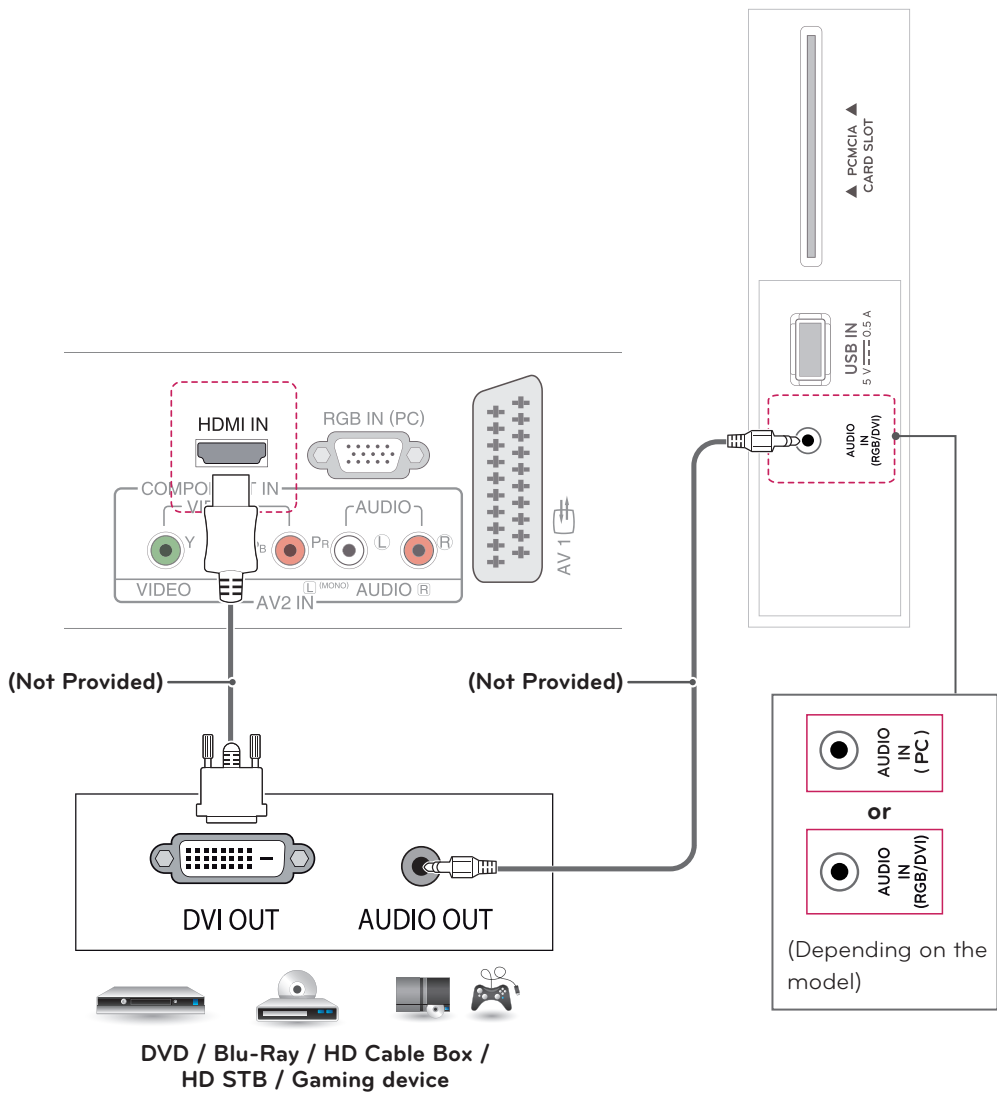 ▲ PCMCIA ▲
CARD SLOT
USB IN
5 V 0.5 A
AUDIO
IN
(RGB/DVI)
HDMI IN
RGB IN (PC)
AUDIO
Y
B
PR
L
R
VIDEO
L (MONO) AUDIO R
AV2 IN
AV 1
(Not Provided)
(Not Provided)
AUDIO
IN
( PC )
or
AUDIO
IN
(RGB/DVI)
(Depending on the
model)
DVI OUT
AUDIO OUT
DVD / Blu-Ray / HD Cable Box /
HD STB / Gaming device